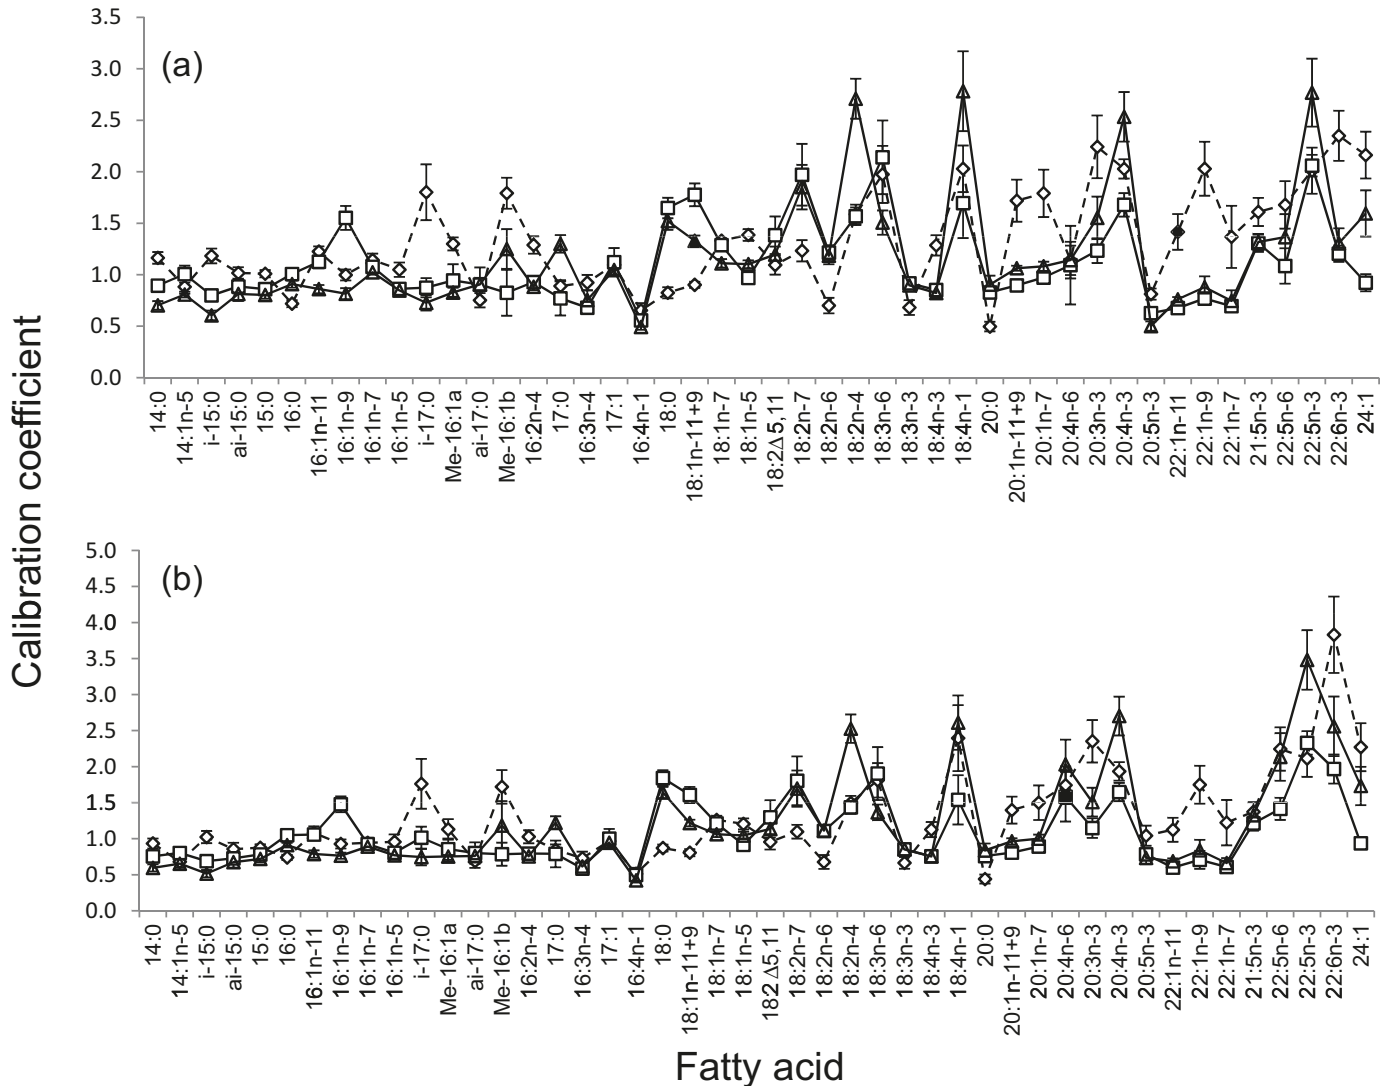 Calibration coefficient
3.5
3.0
2.5
2.0
1.5
1.0
0.5
0.0
(a)
14:0
14:1n-5
i-15:0
ai-15:0
15:0
16:0
16:1n-11
16:1n-9
16:1n-7
16:1n-5
i-17:0
Me-16:1a
ai-17:0
Me-16:1b
16:2n-4
17:0
16:3n-4
17:1
16:4n-1
18:0
18:1n-11+9
18:1n-7
18:1n-5
18:2Δ5,11
18:2n-7
18:2n-6
18:2n-4
18:3n-6
18:3n-3
18:4n-3
18:4n-1
20:0
20:1n-11+9
20:1n-7
20:4n-6
20:3n-3
20:4n-3
20:5n-3
22:1n-11
22:1n-9
22:1n-7
21:5n-3
22:5n-6
22:5n-3
22:6n-3
24:1
5.0
4.5
4.0
3.5
3.0
2.5
2.0
1.5
1.0
0.5
0.0
(b)
14:0
14:1n-5
i-15:0
ai-15:0
15:0
16:0
16:1n-11
16:1n-9
16:1n-7
16:1n-5
i-17:0
Me-16:1a
ai-17:0
Me-16:1b
16:2n-4
17:0
16:3n-4
17:1
16:4n-1
18:0
18:1n-11+9
18:1n-7
18:1n-5
182 Δ5,11
18:2n-7
18:2n-6
18:2n-4
18:3n-6
18:3n-3
18:4n-3
18:4n-1
20:0
20:1n-11+9
20:1n-7
20:4n-6
20:3n-3
20:4n-3
20:5n-3
22:1n-11
22:1n-9
22:1n-7
21:5n-3
22:5n-6
22:5n-3
22:6n-3
24:1
Fatty acid